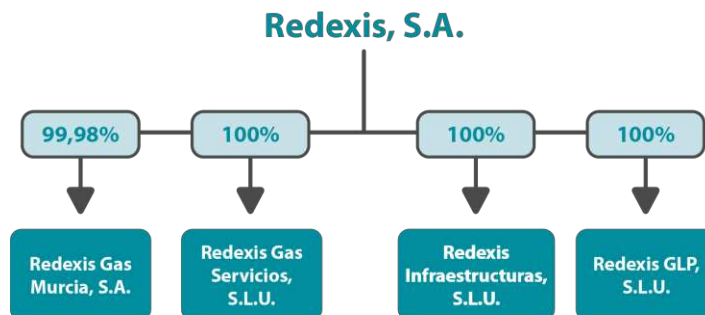 Redexis, S.A.
99,98%
100%
100%
100%
Redexis Gas
Murcia, S.A.
Redexis Gas
Servicios,
S.L.U.
Redexis
Infraestructuras,
S.L.U.
Redexis GLP,
S.L.U.